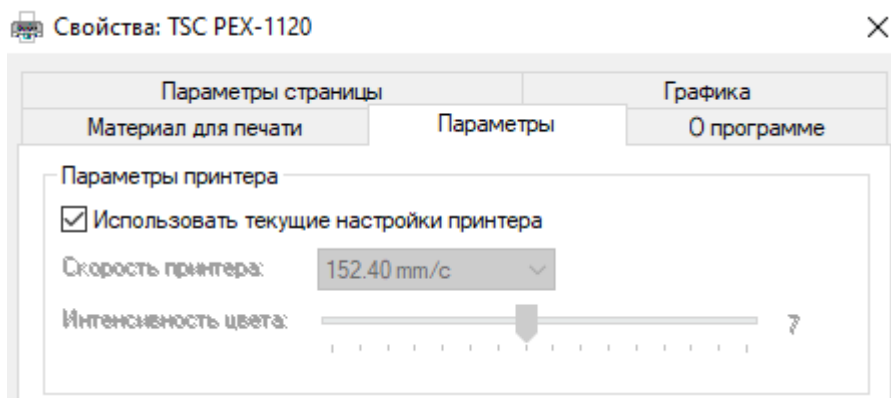 Свойства: TSC PEX-1120
Параметры страницы Графика
Материал для печати Параметры О программе
Параметры принтера
Использовать текущие настройки принтера
Скорость принтера: 152.40 mm/c
Интенсивность цвета: 7